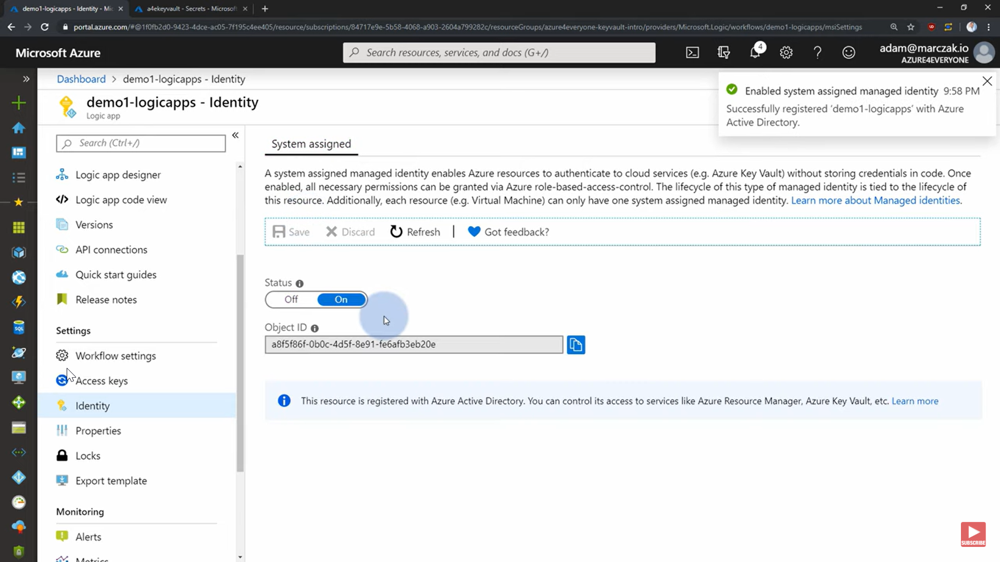 demo1-logicapps - Identity - Mic
a4ekeyvault - Secrets - Microsoft
portal.azure.com/#@1f0fb2d0-9423-4dce-ac05-7f195c4ee405/resource/subscriptions/84717e9e-5b58-4068-a903-2604a799282c/resourceGroups/azure4everyone-keyvault-intro/providers/Microsoft.Logic/workflows/demo1-logicapps/msiSettings
Microsoft Azure
Search resources, services, and docs (G+/)
4
adam@marczak.io
AZURE4EVERYONE
Dashboard > demo1-logicapps - Identity
demo1-logicapps - Identity
Logic app
Enabled system assigned managed identity 9:58 PM
Successfully registered 'demo1-logicapps' with Azure
Active Directory.
Search (Ctrl+/)
Logic app designer
Logic app code view
Versions
API connections
Quick start guides
Release notes
Settings
Workflow settings
Access keys
Identity
Properties
Locks
Export template
Monitoring
Alerts
Metrics
SQL
System assigned
A system assigned managed identity enables Azure resources to authenticate to cloud services (e.g. Azure Key Vault) without storing credentials in code. Once
enabled, all necessary permissions can be granted via Azure role-based-access-control. The lifecycle of this type of managed identity is tied to the lifecycle of
this resource. Additionally, each resource (e.g. Virtual Machine) can only have one system assigned managed identity. Learn more about Managed identities.
Save Discard Refresh | Got feedback?
Status
Off On
Object ID
a8f5f86f-0b0c-4d5f-8e91-fe6afb3eb20e
This resource is registered with Azure Active Directory. You can control its access to services like Azure Resource Manager, Azure Key Vault, etc. Learn more
SUBSCRIBE